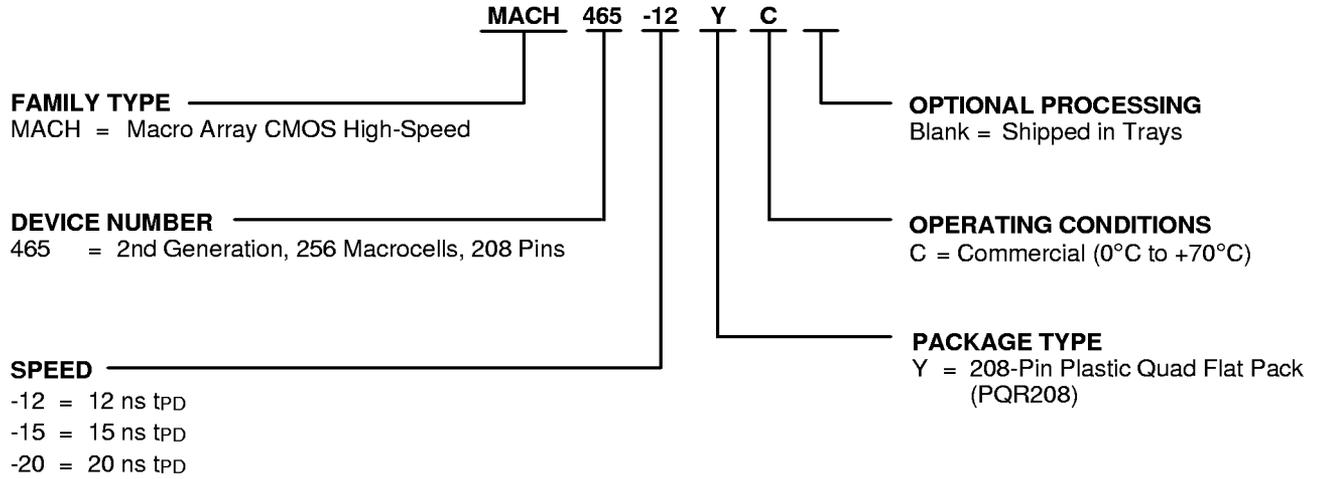 MACH 465 -12 Y C
FAMILY TYPE
MACH = Macro Array CMOS High-Speed
DEVICE NUMBER
465 = 2nd Generation, 256 Macrocells, 208 Pins
SPEED
-12 = 12 ns tPD
-15 = 15 ns tPD
-20 = 20 ns tPD
OPTIONAL PROCESSING
Blank = Shipped in Trays
OPERATING CONDITIONS
C = Commercial (0°C to +70°C)
PACKAGE TYPE
Y = 208-Pin Plastic Quad Flat Pack
(PQR208)